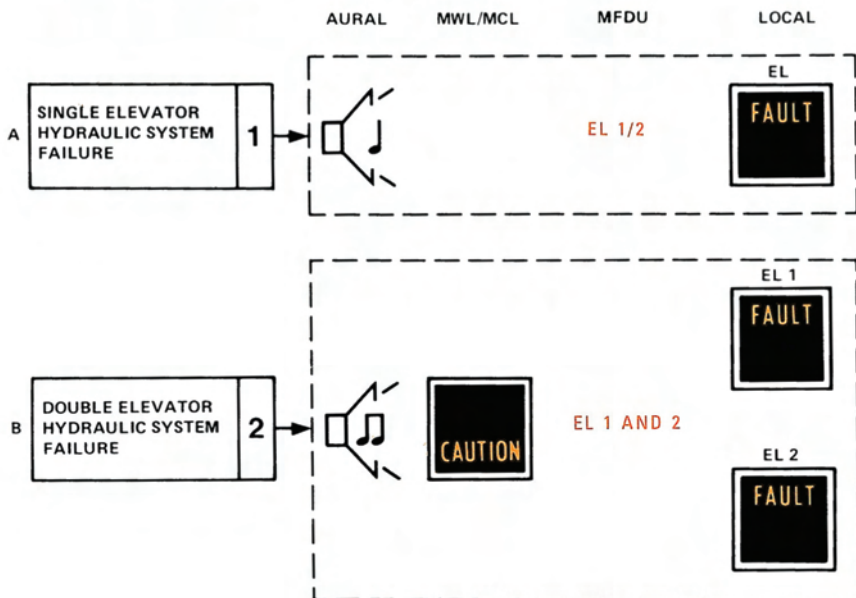 AURAL MWL/MCL MFDU LOCAL
A
SINGLE ELEVATOR
HYDRAULIC SYSTEM
FAILURE
1
EL 1/2
EL
FAULT
B
DOUBLE ELEVATOR
HYDRAULIC SYSTEM
FAILURE
2
CAUTION
EL 1 AND 2
EL 1
FAULT
EL 2
FAULT